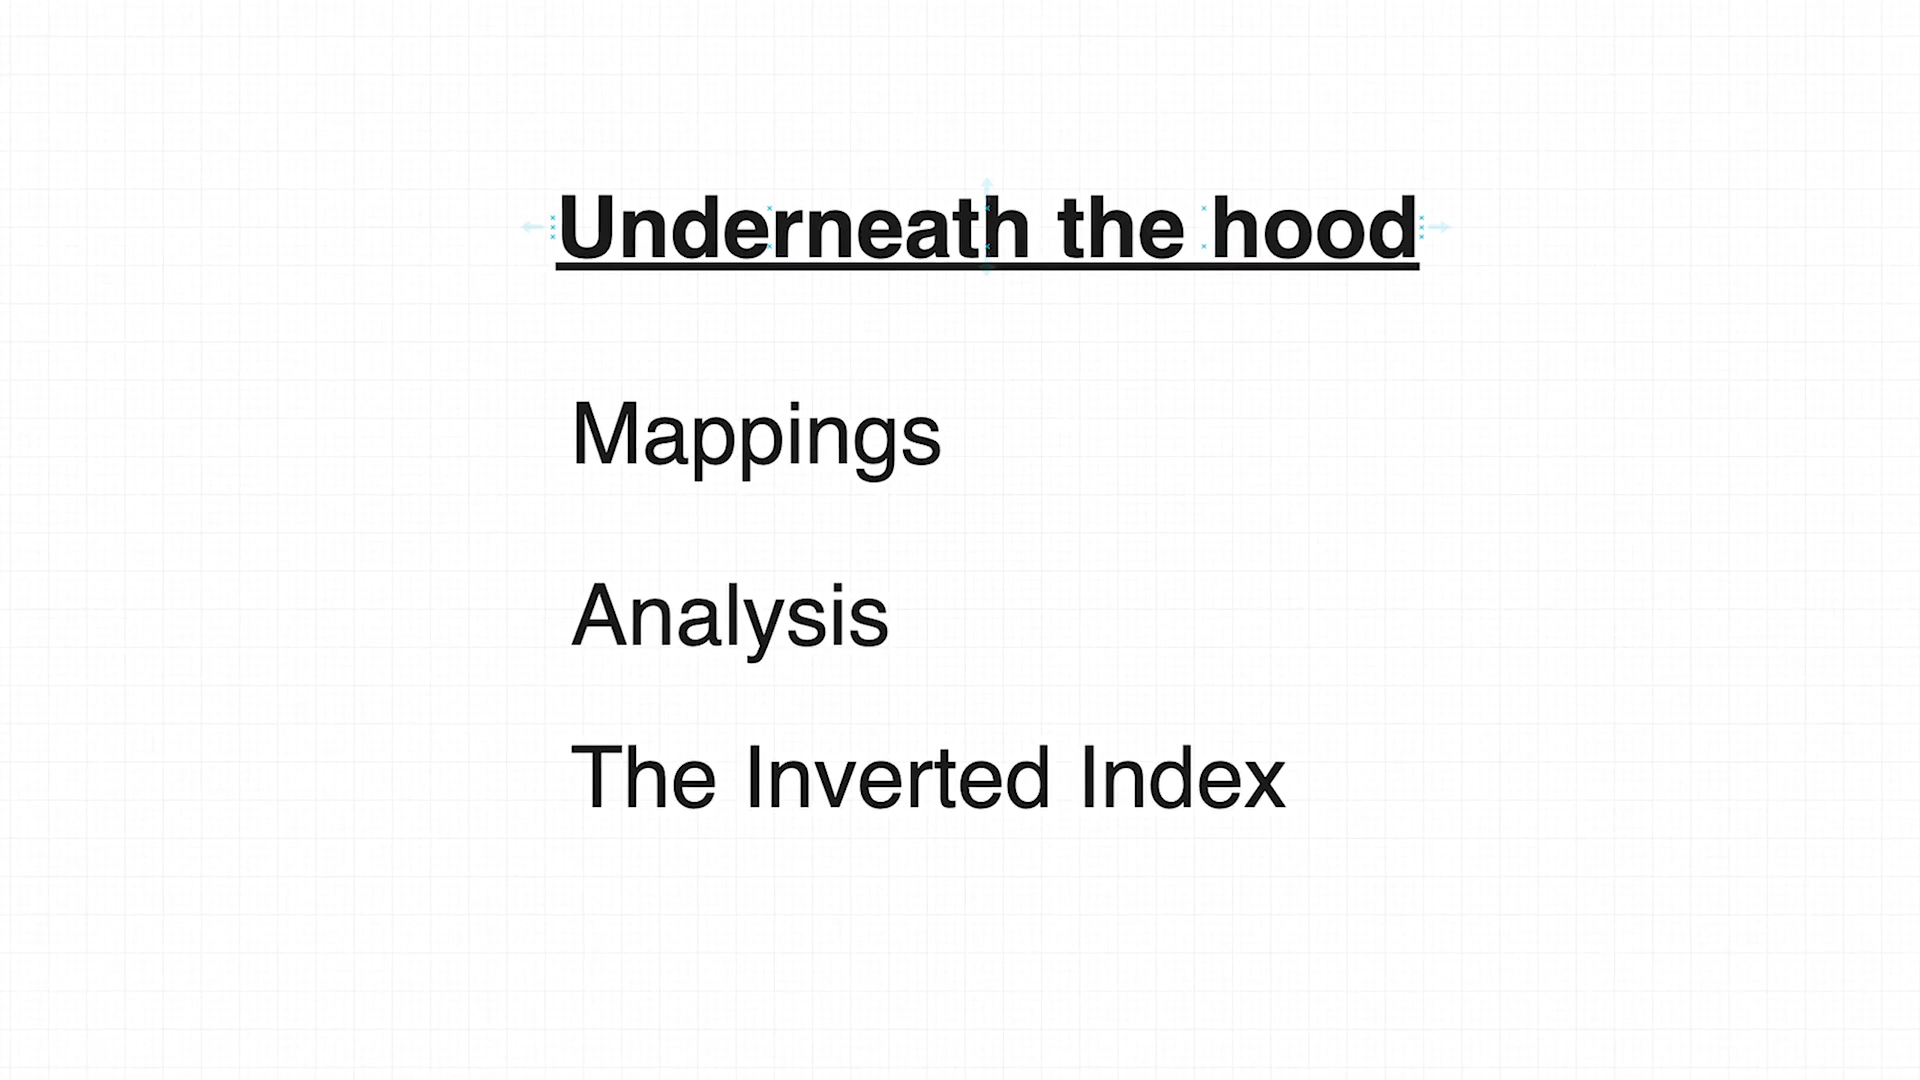 Underneath the hood
Mappings
Analysis
The Inverted Index